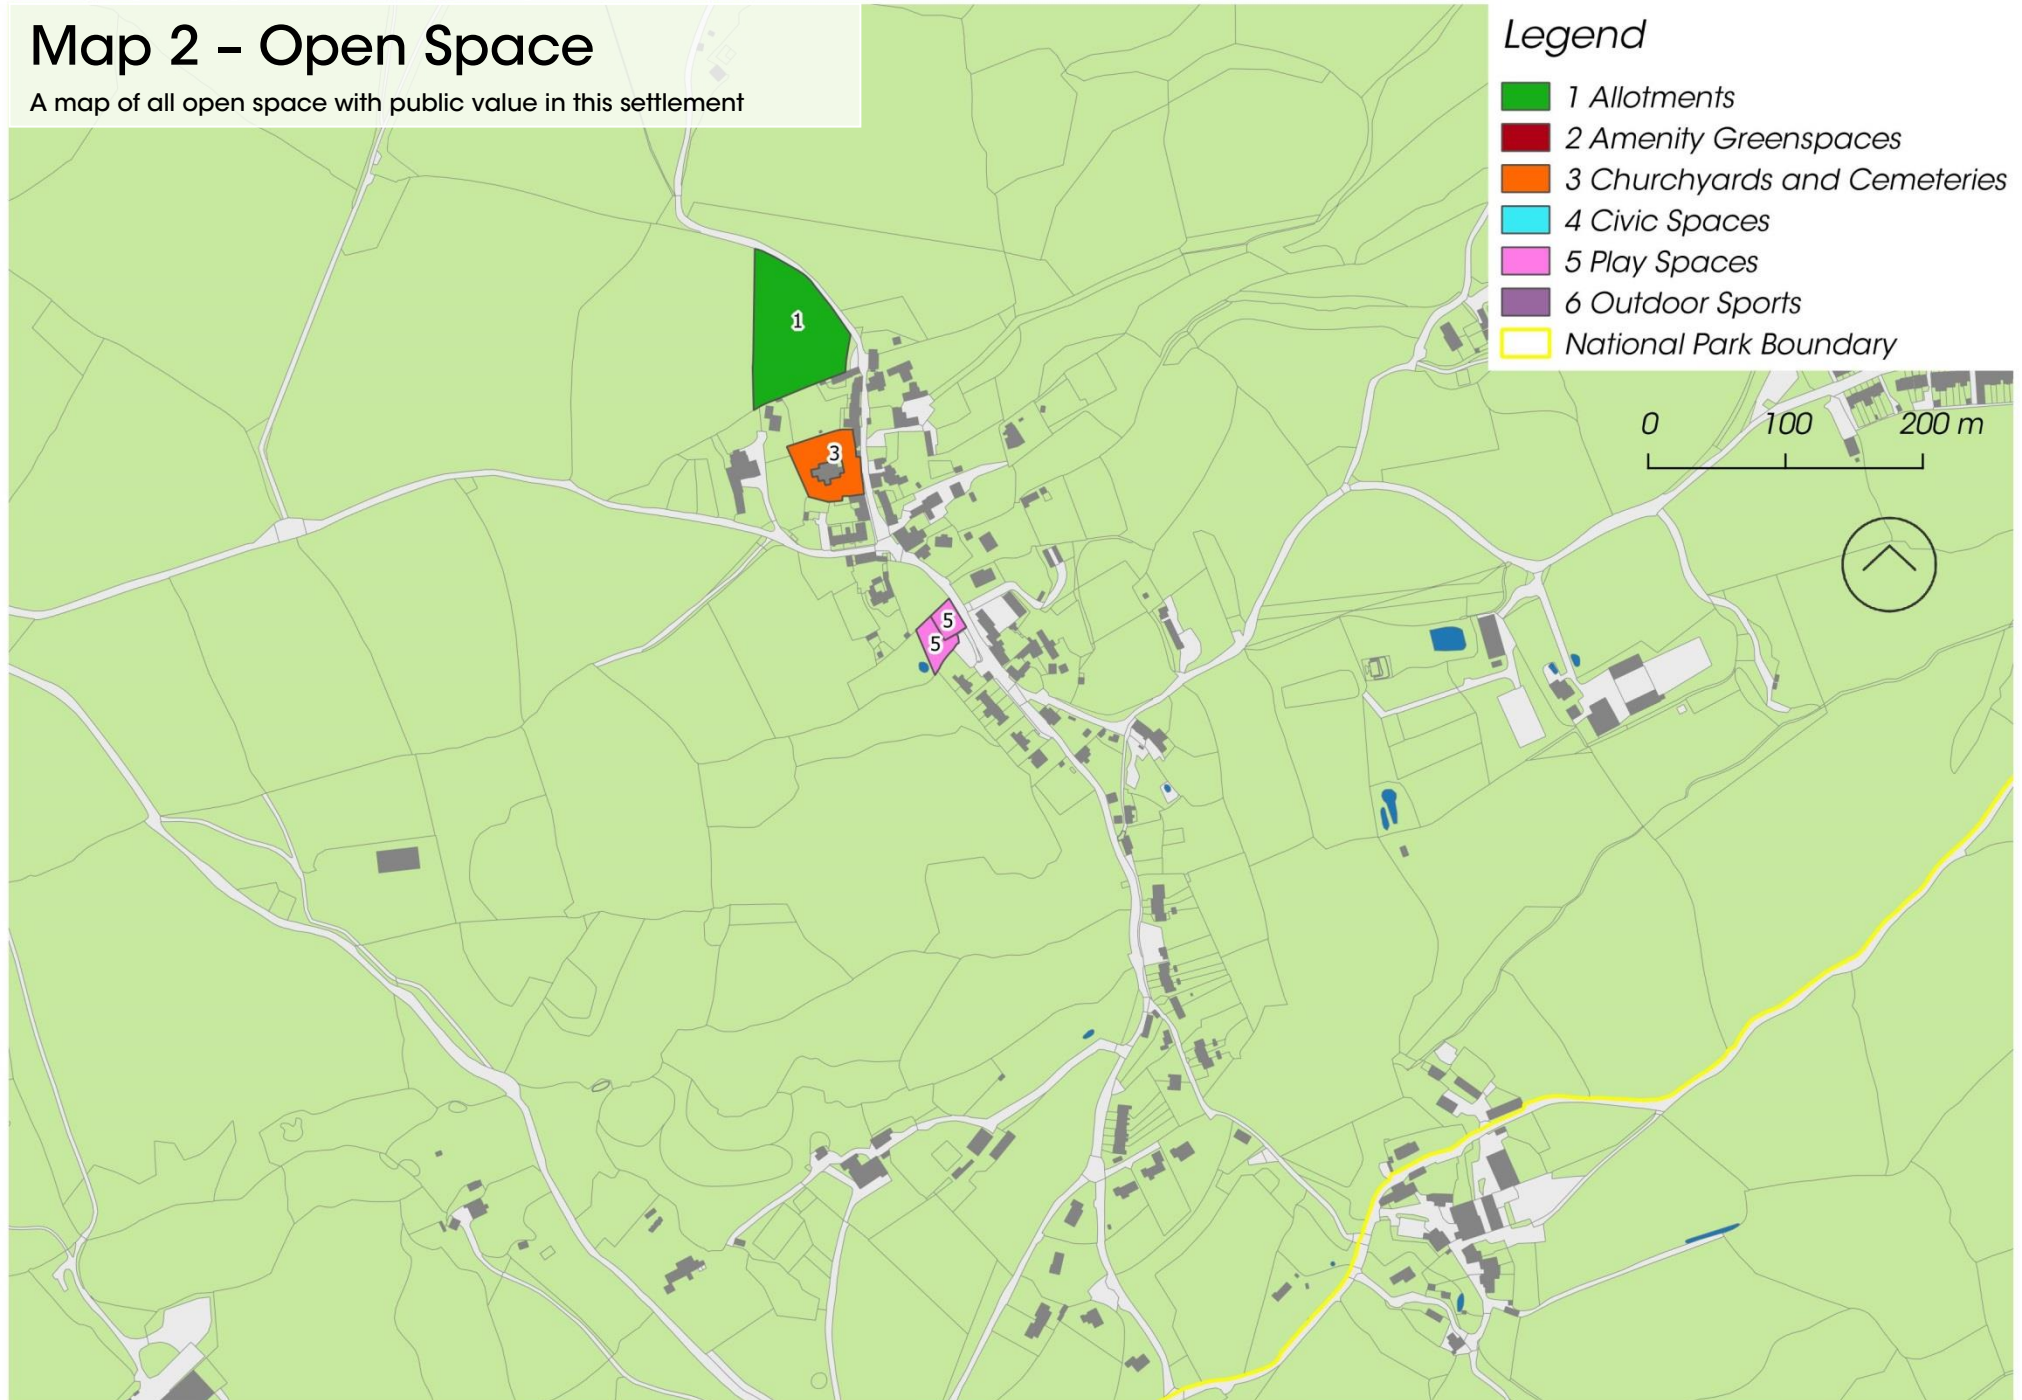 Map 2 – Open Space
A map of all open space with public value in this settlement
Legend
1 Allotments
2 Amenity Greenspaces
3 Churchyards and Cemeteries
4 Civic Spaces
5 Play Spaces
6 Outdoor Sports
National Park Boundary
0 100 200 m
1
3
5
5